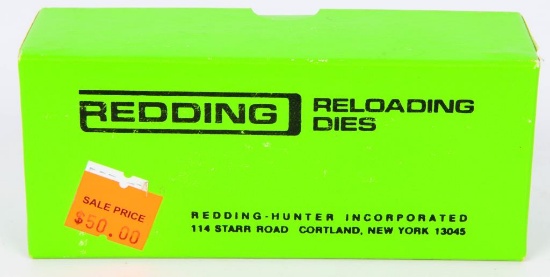 REDDING
RELOADING
DIES
SALE PRICE
$50.00
REDDING-HUNTER INCORPORATED
114 STARR ROAD CORTLAND, NEW YORK 13045